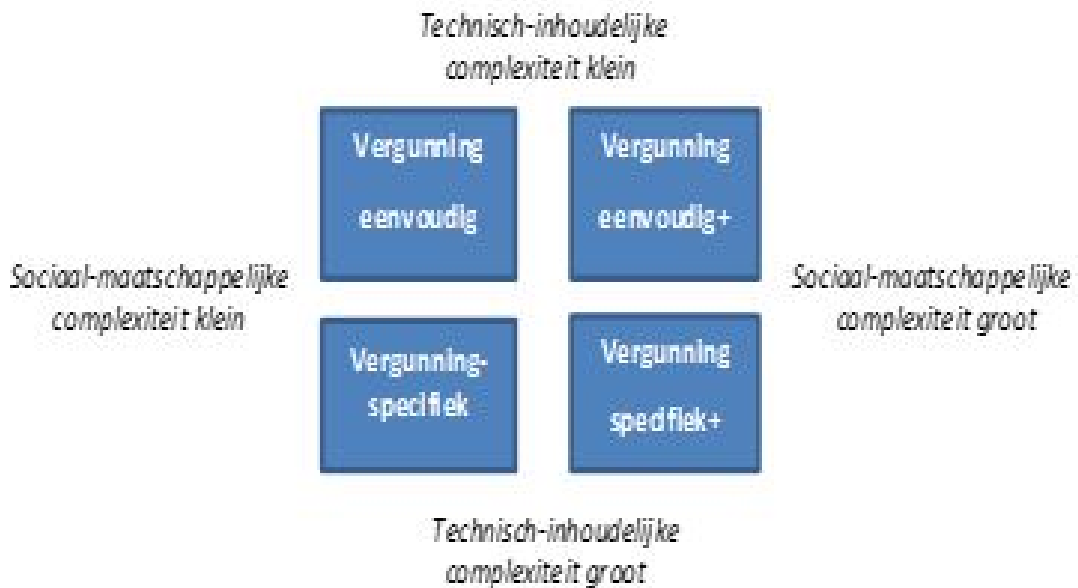 Technisch-inhoudelijke
complexiteit klein
Vergunning
eenvoudig
Vergunning
eenvoudig+
Sociaal-maatschappelijke
complexiteit klein
Sociaal-maatschappelijke
complexiteit groot
Vergunning-
specifiek
Vergunning
specifiek+
Technisch-inhoudelijke
complexiteit groot